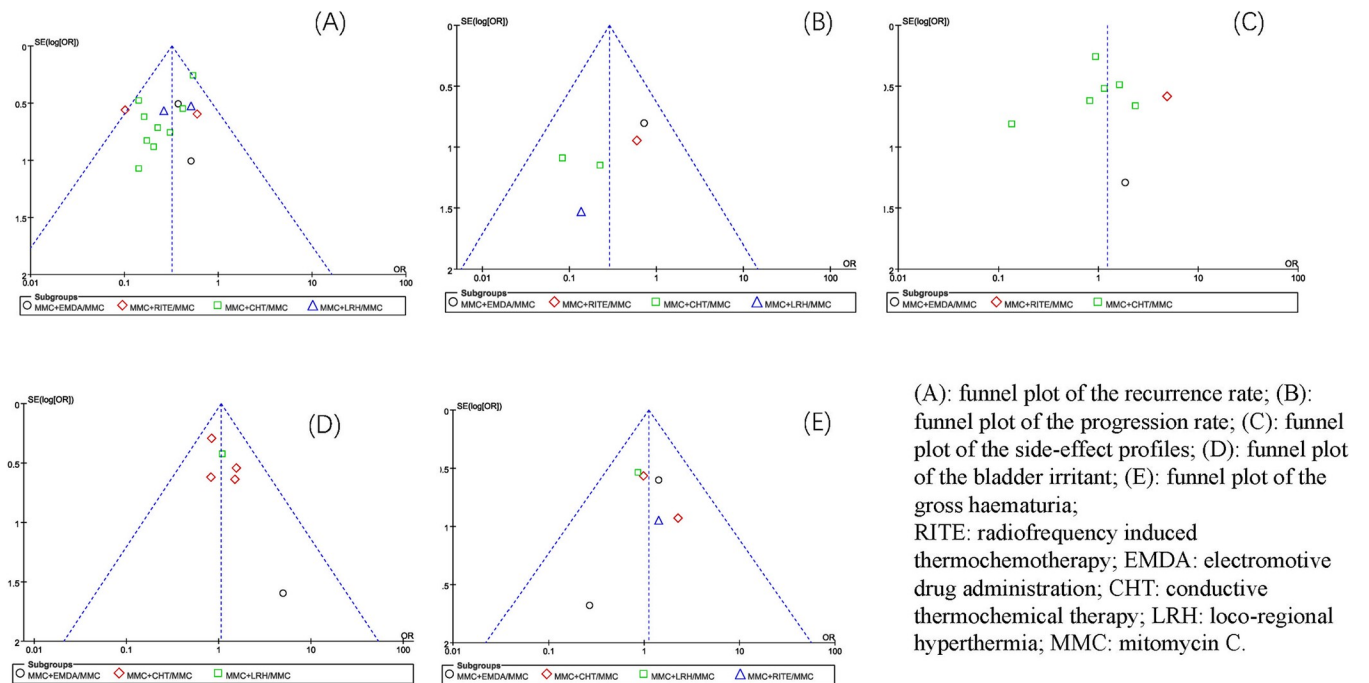 (A)
SE(log[OR])
0
0.5
1
1.5
2
0.01
0.1
1
10
100
OR
Subgroups
MMC+EMDA/MMC
MMC+RITE/MMC
MMC+CHT/MMC
MMC+LRH/MMC
(B)
SE(log[OR])
0
0.5
1
1.5
2
0.01
0.1
1
10
100
OR
Subgroups
MMC+EMDA/MMC
MMC+RITE/MMC
MMC+CHT/MMC
MMC+LRH/MMC
(C)
SE(log[OR])
0
0.5
1
1.5
2
0.01
0.1
1
10
100
OR
Subgroups
MMC+EMDA/MMC
MMC+RITE/MMC
MMC+CHT/MMC
(D)
SE(log[OR])
0
0.5
1
1.5
2
0.01
0.1
1
10
100
OR
Subgroups
MMC+EMDA/MMC
MMC+CHT/MMC
MMC+LRH/MMC
(E)
SE(log[OR])
0
.5
1
.5
2
0.01
0.1
1
10
100
OR
Subgroups
MMC+EMDA/MMC
MMC+CHT/MMC
MMC+LRH/MMC
MMC+RITE/MMC
(A): funnel plot of the recurrence rate; (B):
funnel plot of the progression rate; (C): funnel
plot of the side-effect profiles; (D): funnel plot
of the bladder irritant; (E): funnel plot of the
gross haematuria;
RITE: radiofrequency induced
thermochemotherapy; EMDA: electromotive
drug administration; CHT: conductive
thermochemical therapy; LRH: loco-regional
hyperthermia; MMC: mitomycin C.